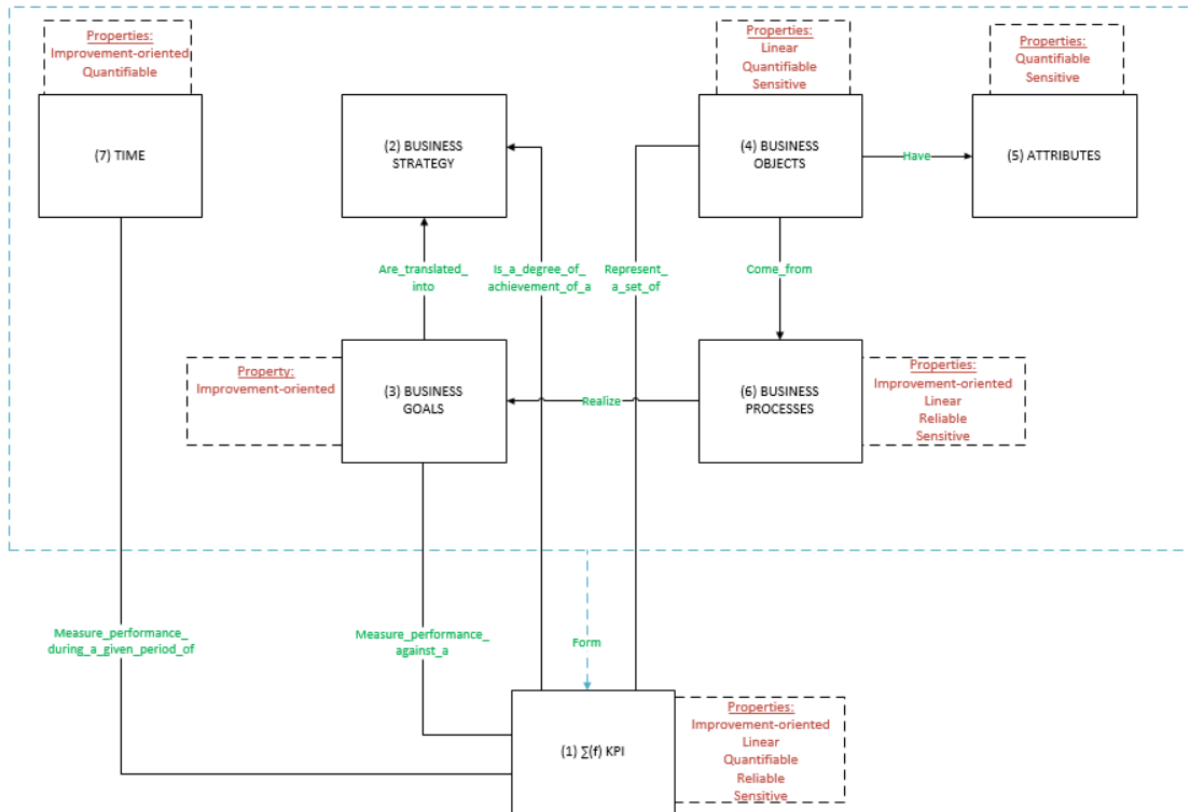 Properties:
Improvement-oriented
Quantifiable
(7) TIME
(2) BUSINESS
STRATEGY
Properties:
Linear
Quantifiable
Sensitive
(4) BUSINESS
OBJECTS
Have
Properties:
Quantifiable
Sensitive
(5) ATTRIBUTES
Are_translated_
into
Is_a_degree_of_
achievement_of_a
Represent_
a_set_of
Come_from
Property:
Improvement-oriented
(3) BUSINESS
GOALS
Realize
(6) BUSINESS
PROCESSES
Properties:
Improvement-oriented
Linear
Reliable
Sensitive
Measure_performance_
during_a_given_period_of
Measure_performance_
against_a
Form
(1) ∑(f) KPI
Properties:
Improvement-oriented
Linear
Quantifiable
Reliable
Sensitive